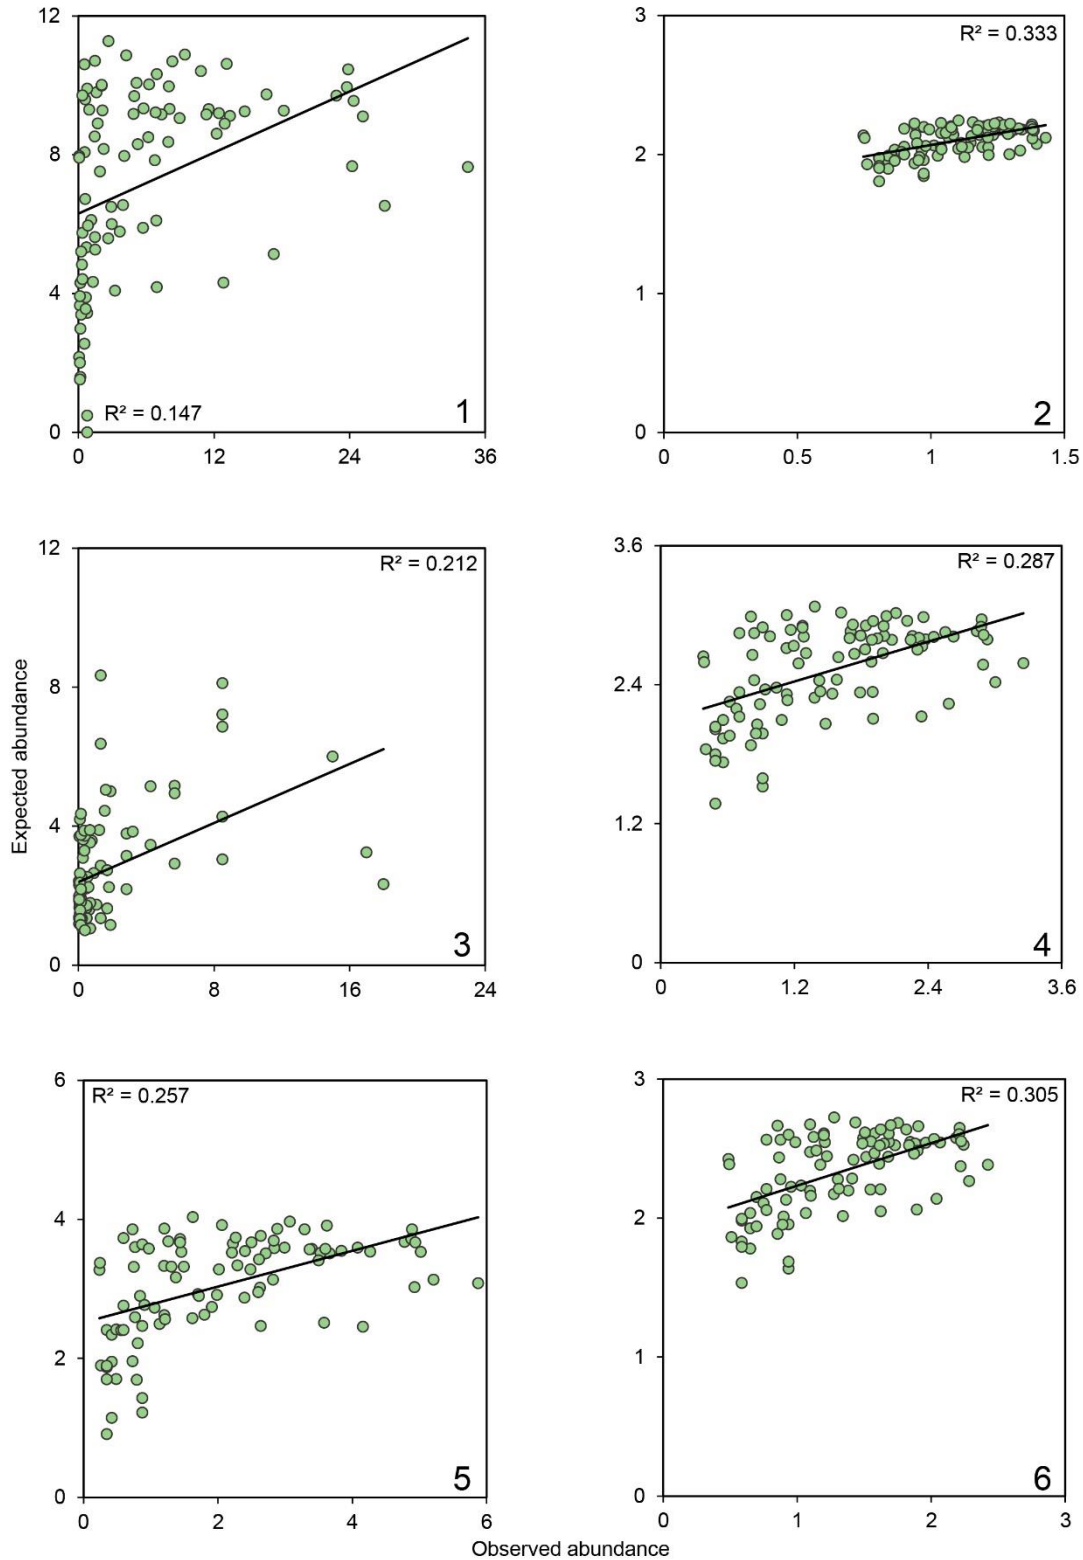 12
8
4
0
R² = 0.147
1
0 12 24 36
3
R² = 0.333
2
1
0
2
0 0.5 1 1.5
12
R² = 0.212
8
4
0
3
0 8 16 24
3.6
R² = 0.287
2.4
1.2
0
4
0 1.2 2.4 3.6
Expected abundance
6
R² = 0.257
4
2
0
5
0 2 4 6
3
R² = 0.305
2
1
0
6
0 1 2 3
Observed abundance